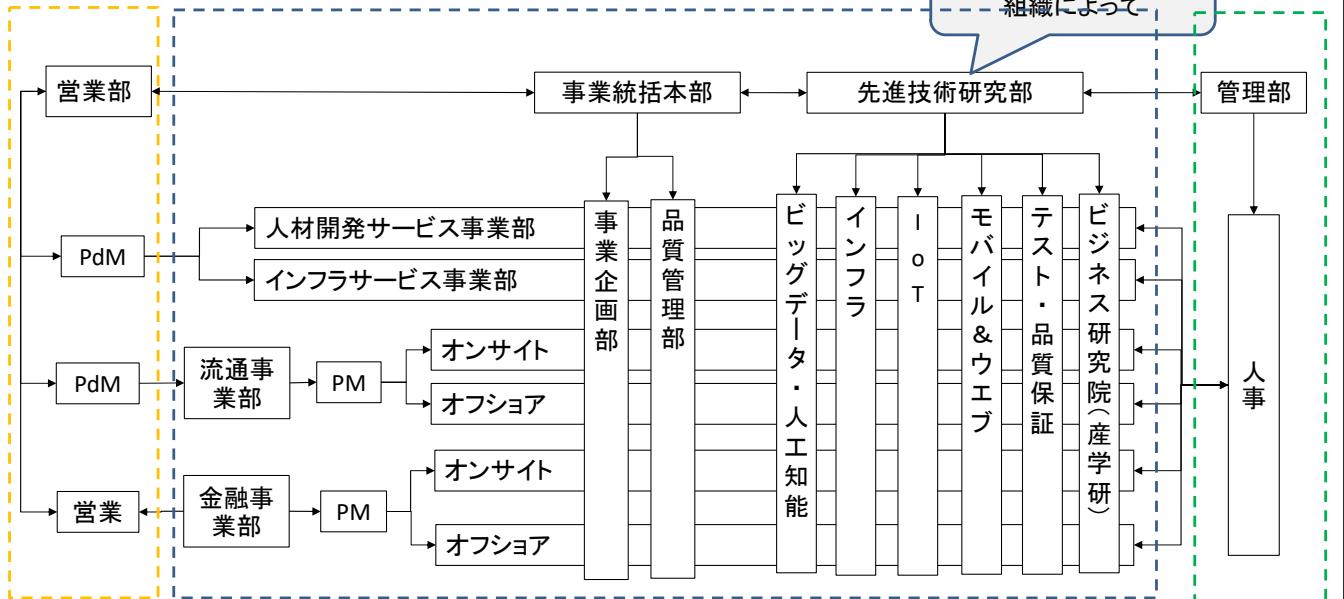 組織によって
営業部
事業統括本部
先進技術研究部
管理部
PdM
人材開発サービス事業部
インフラサービス事業部
PdM
流通事
業部
PM
オンサイト
オフショア
営業
金融事
業部
PM
オンサイト
オフショア
事業企画部
品質管理部
ビッグデータ・人工知能
インフラ
IoT
モバイル&ウエブ
テスト・品質保証
ビジネス研究院(産学研)
人事